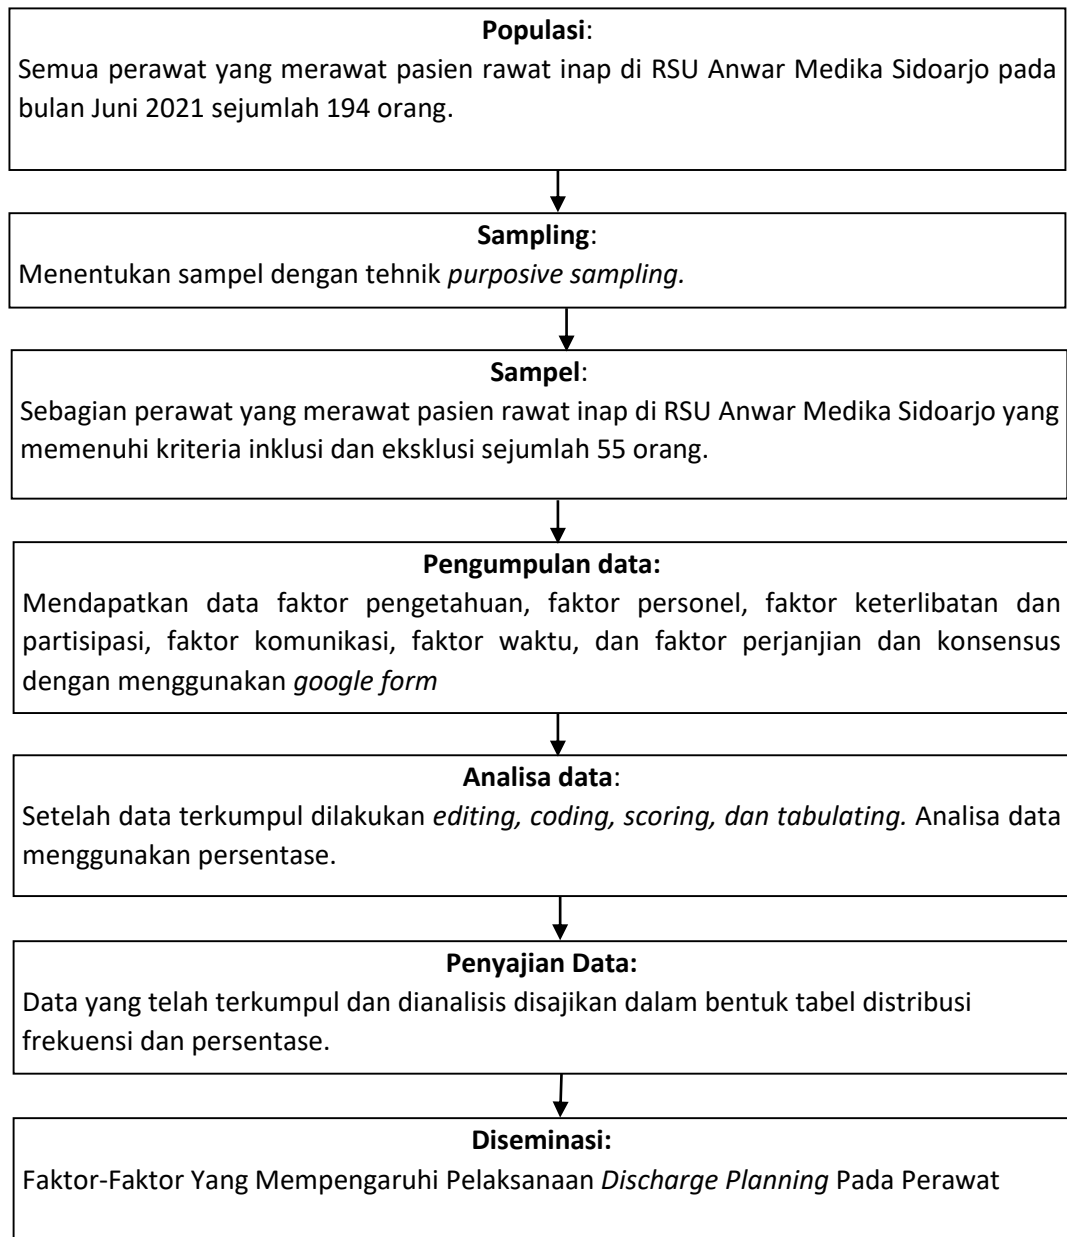 Populasi:
Semua perawat yang merawat pasien rawat inap di RSU Anwar Medika Sidoarjo pada
bulan Juni 2021 sejumlah 194 orang.
Sampling:
Menentukan sampel dengan tehnik purposive sampling.
Sampel:
Sebagian perawat yang merawat pasien rawat inap di RSU Anwar Medika Sidoarjo yang
memenuhi kriteria inklusi dan eksklusi sejumlah 55 orang.
Pengumpulan data:
Mendapatkan data faktor pengetahuan, faktor personel, faktor keterlibatan dan
partisipasi, faktor komunikasi, faktor waktu, dan faktor perjanjian dan konsensus
dengan menggunakan google form
Analisa data:
Setelah data terkumpul dilakukan editing, coding, scoring, dan tabulating. Analisa data
menggunakan persentase.
Penyajian Data:
Data yang telah terkumpul dan dianalisis disajikan dalam bentuk tabel distribusi
frekuensi dan persentase.
Diseminasi:
Faktor-Faktor Yang Mempengaruhi Pelaksanaan Discharge Planning Pada Perawat